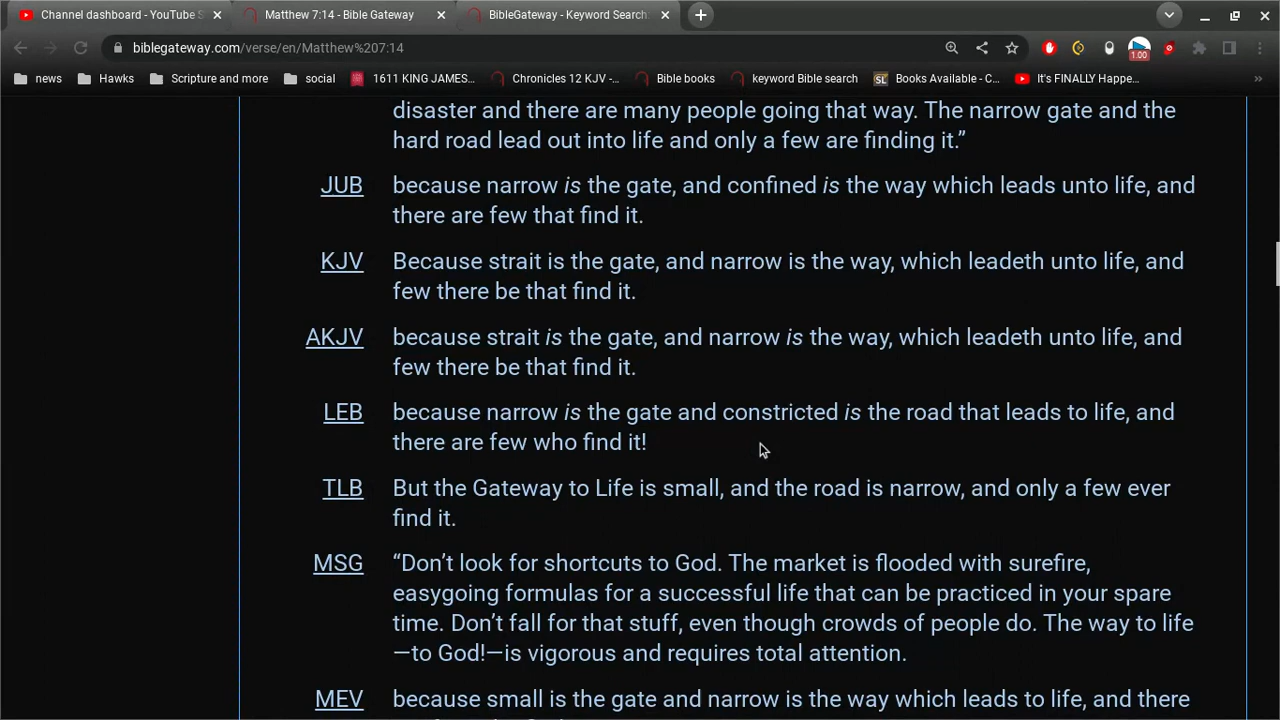 Channel dashboard - YouTube S
Matthew 7:14 - Bible Gateway
BibleGateway - Keyword Search:
biblegateway.com/verse/en/Matthew%207:14
1.00
news
Hawks
Scripture and more
social
1611 KING JAMES...
Chronicles 12 KJV -...
Bible books
keyword Bible search
SL
Books Available - C...
It's FINALLY Happe...
disaster and there are many people going that way. The narrow gate and the
hard road lead out into life and only a few are finding it.”
JUB because narrow is the gate, and confined is the way which leads unto life, and
there are few that find it.
KJV Because strait is the gate, and narrow is the way, which leadeth unto life, and
few there be that find it.
AKJV because strait is the gate, and narrow is the way, which leadeth unto life, and
few there be that find it.
LEB because narrow is the gate and constricted is the road that leads to life, and
there are few who find it!
TLB But the Gateway to Life is small, and the road is narrow, and only a few ever
find it.
MSG “Don’t look for shortcuts to God. The market is flooded with surefire,
easygoing formulas for a successful life that can be practiced in your spare
time. Don’t fall for that stuff, even though crowds of people do. The way to life
—to God!—is vigorous and requires total attention.
MEV because small is the gate and narrow is the way which leads to life, and there